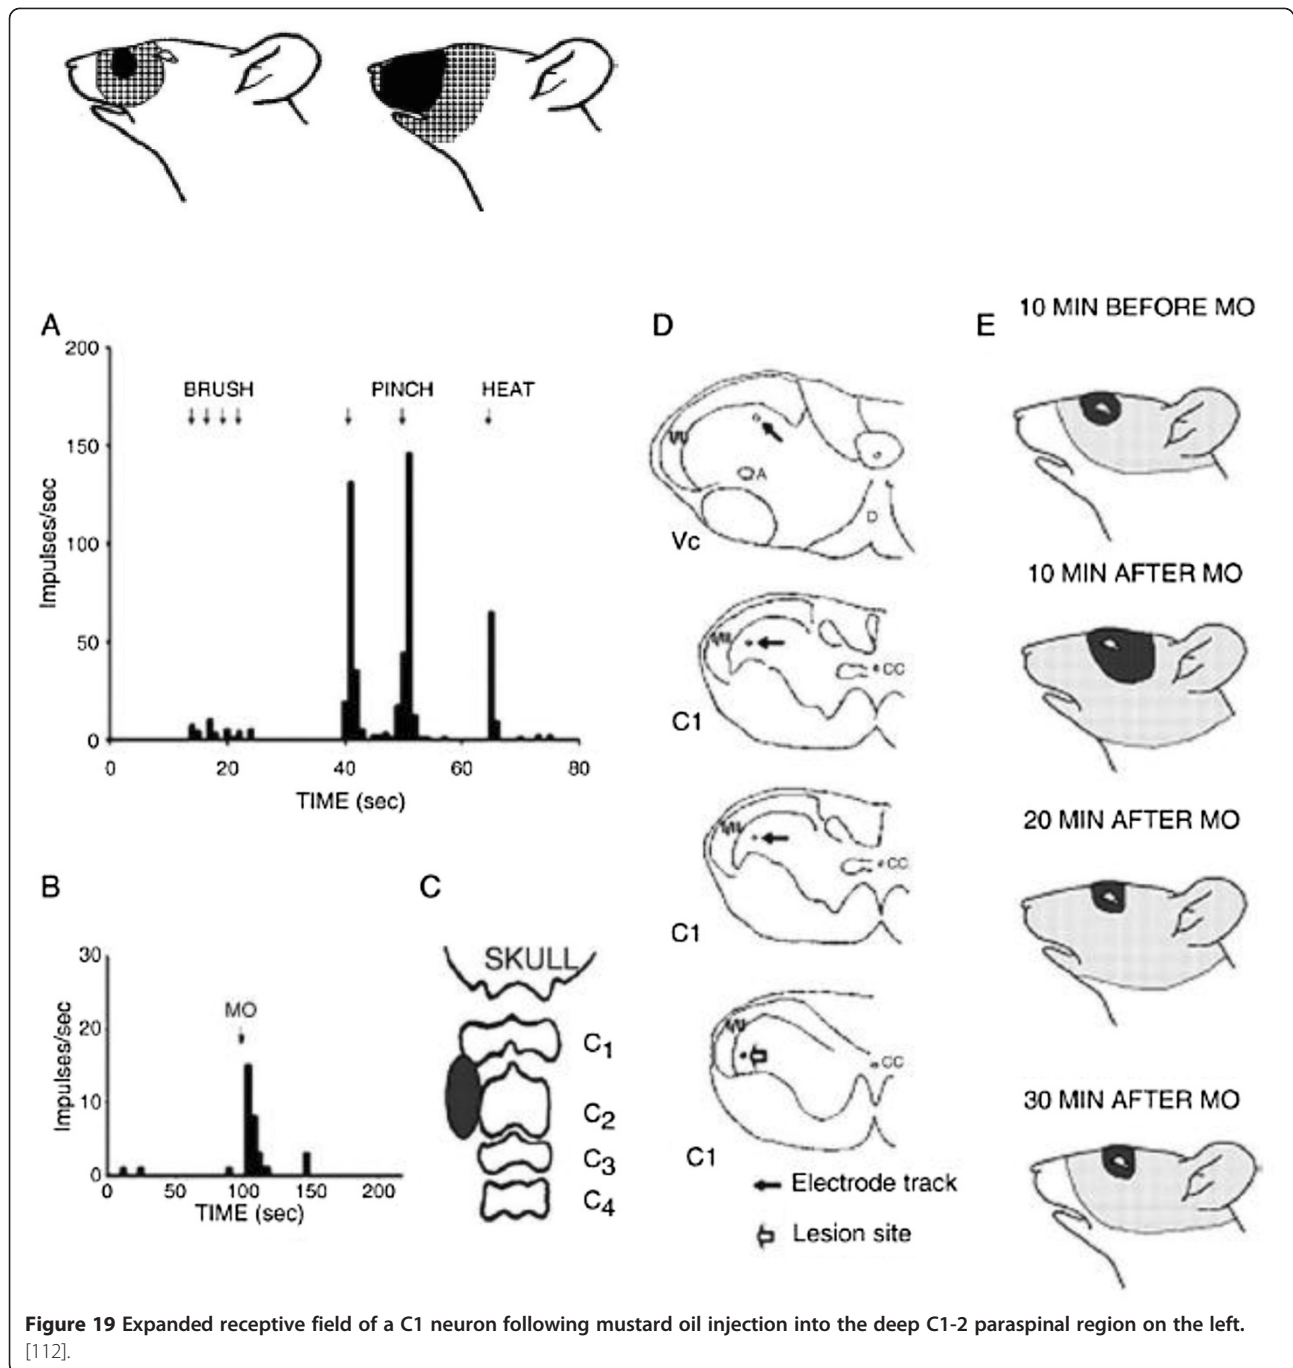 A
200
150
100
50
0
Impulses/sec
BRUSH
PINCH
HEAT
0 20 40 60 80
TIME (sec)
B
30
20
10
0
Impulses/sec
MO
0 50 100 150 200
TIME (sec)
C
SKULL
C1
C2
C3
C4
D
A
D
Vc
CC
C1
CC
C1
CC
C1
Electrode track
Lesion site
E
10 MIN BEFORE MO
10 MIN AFTER MO
20 MIN AFTER MO
30 MIN AFTER MO
Figure 19 Expanded receptive field of a C1 neuron following mustard oil injection into the deep C1-2 paraspinal region on the left.
[112].